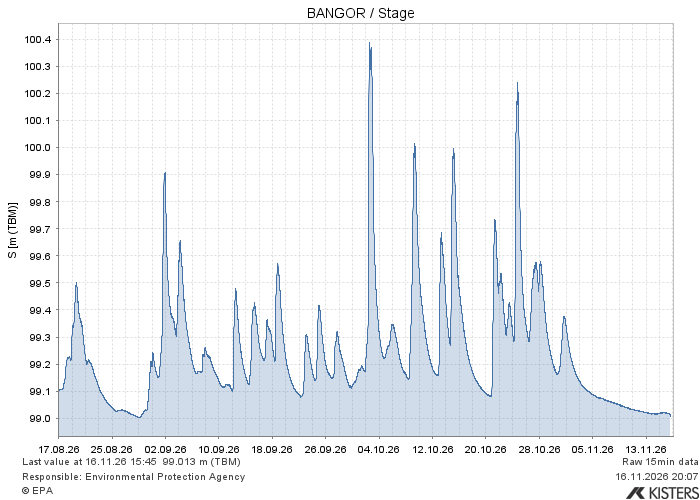 BANGOR / Stage
S [m (TBM)]
100.4
100.3
100.2
100.1
100.0
99.9
99.8
99.7
99.6
99.5
99.4
99.3
99.2
99.1
99.0
17.08.26 25.08.26 02.09.26 10.09.26 18.09.26 26.09.26 04.10.26 12.10.26 20.10.26 28.10.26 05.11.26 13.11.26
Last value at 16.11.26 15:45 99.013 m (TBM) Raw 15min data
Responsible: Environmental Protection Agency 16.11.2026 20:07
© EPA KISTERS